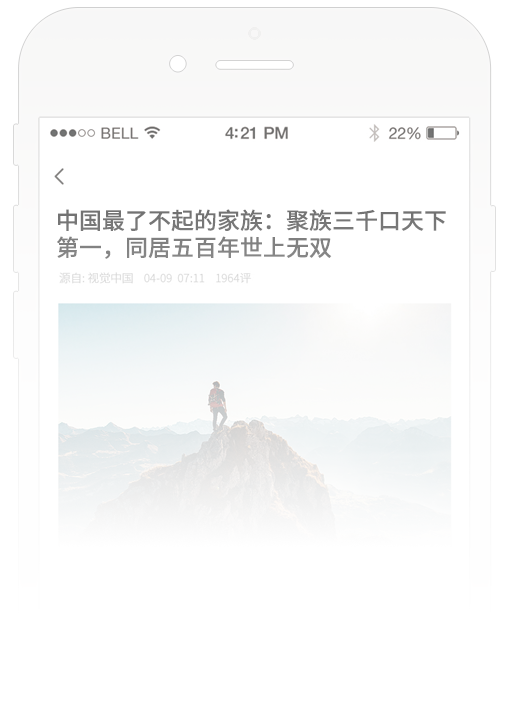 BELL 4:21 PM 22%
中国最了不起的家族：聚族三千口天下
第一，同居五百年世上无双
源自: 视觉中国 04-09 07:11 1964评